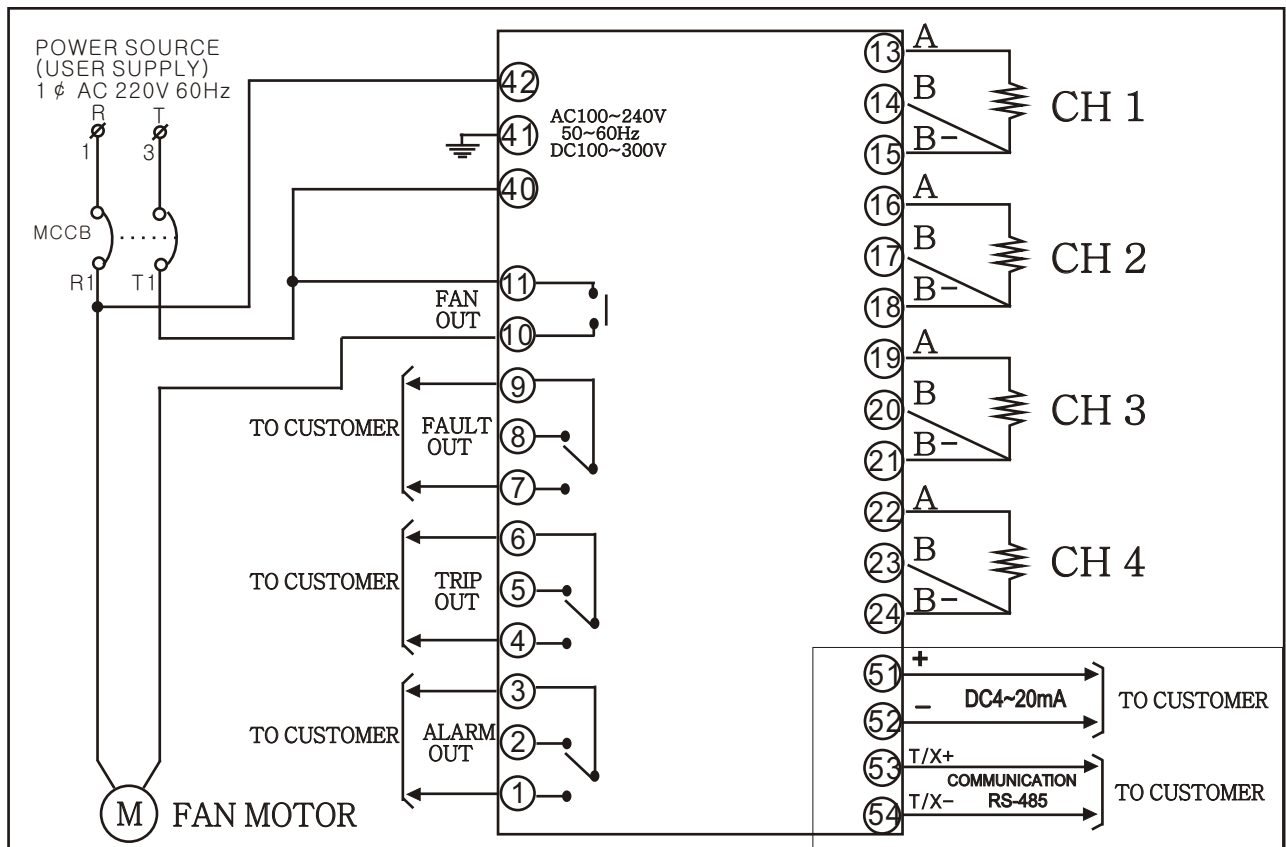 POWER SOURCE
(USER SUPPLY)
1 ¢ AC 220V 60Hz
R T
1 3
MCCB
R1 T1
42
41
40
AC100~240V
50~60Hz
DC100~300V
11
10
FAN
OUT
9
8
7
TO CUSTOMER
FAULT
OUT
6
5
4
TO CUSTOMER
TRIP
OUT
3
2
1
TO CUSTOMER
ALARM
OUT
M FAN MOTOR
13 A
14 B
15 B-
CH 1
16 A
17 B
18 B-
CH 2
19 A
20 B
21 B-
CH 3
22 A
23 B
24 B-
CH 4
51 +
52 -
DC4~20mA
TO CUSTOMER
53 T/X+
54 T/X-
COMMUNICATION
RS-485
TO CUSTOMER